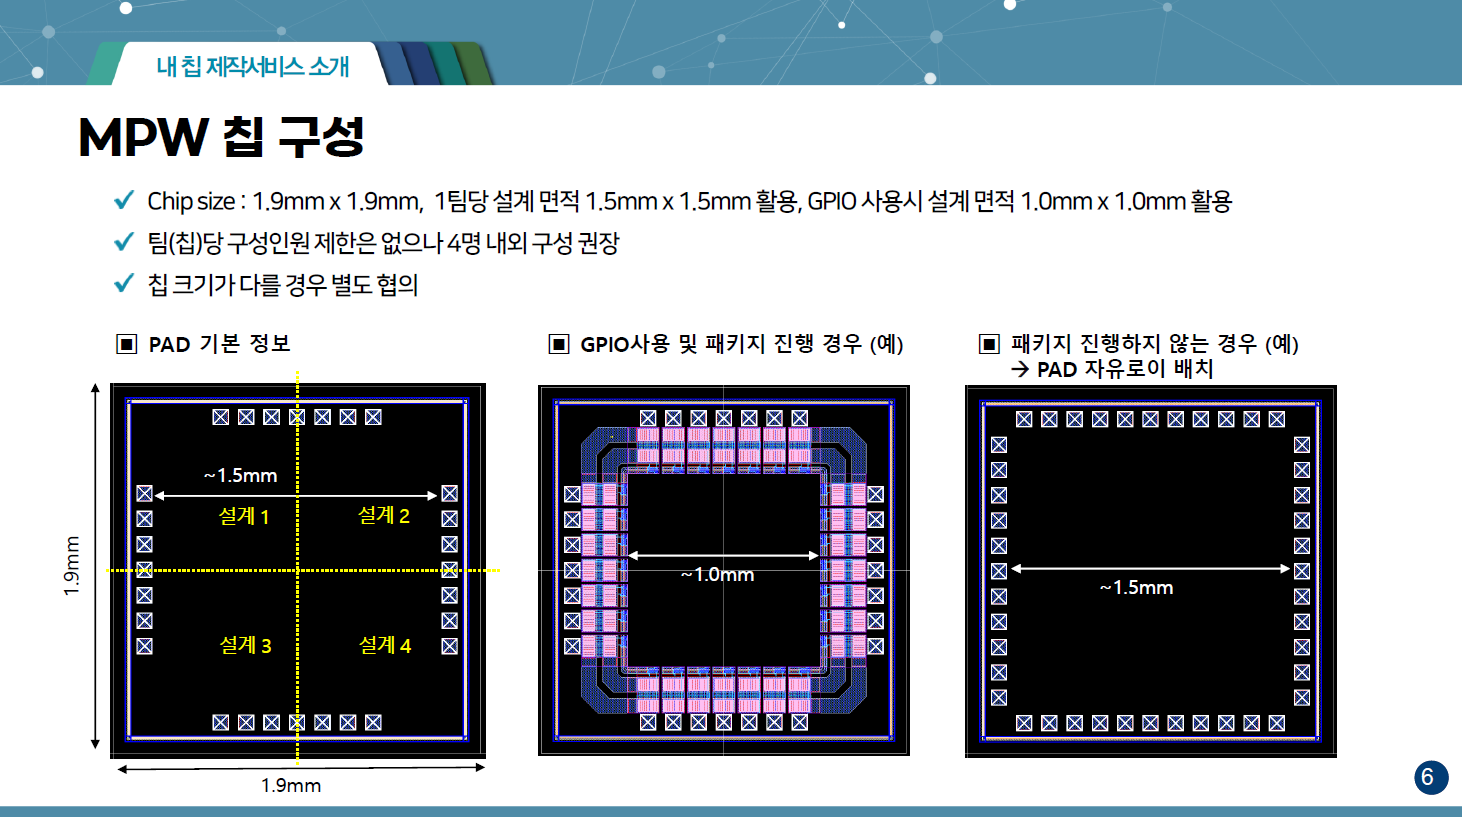 내 칩 제작서비스 소개
MPW 칩 구성
Chip size : 1.9mm x 1.9mm, 1팀당 설계 면적 1.5mm x 1.5mm 활용, GPIO 사용시 설계 면적 1.0mm x 1.0mm 활용
팀(칩)당 구성인원 제한은 없으나 4명 내외 구성 권장
칩 크기가 다를 경우 별도 협의
▣ PAD 기본 정보
~1.5mm
설계 1
설계 2
설계 3
설계 4
1.9mm
1.9mm
▣ GPIO사용 및 패키지 진행 경우 (예)
~1.0mm
▣ 패키지 진행하지 않는 경우 (예)
→ PAD 자유로이 배치
~1.5mm
6